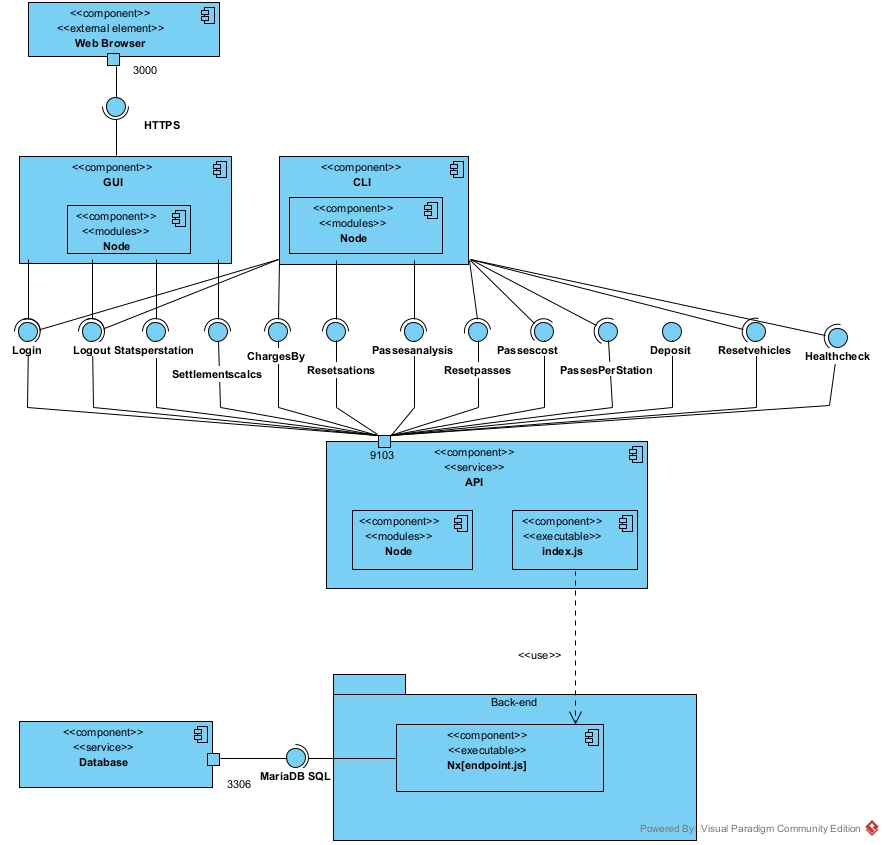 <<component>>
<<external element>>
Web Browser
3000
HTTPS
<<component>>
GUI
<<component>>
<<modules>>
Node
<<component>>
CLI
<<component>>
<<modules>>
Node
Login
Logout
Statsperstation
Settlementscalcs
ChargesBy
Resetsations
Passesanalysis
Resetpasses
Passescost
PassesPerStation
Deposit
Resetvehicles
Healthcheck
9103
<<component>>
<<service>>
API
<<component>>
<<modules>>
Node
<<component>>
<<executable>>
index.js
<<use>>
Back-end
<<component>>
<<executable>>
Nx[endpoint.js]
<<component>>
<<service>>
Database
3306
MariaDB SQL
Powered By: Visual Paradigm Community Edition